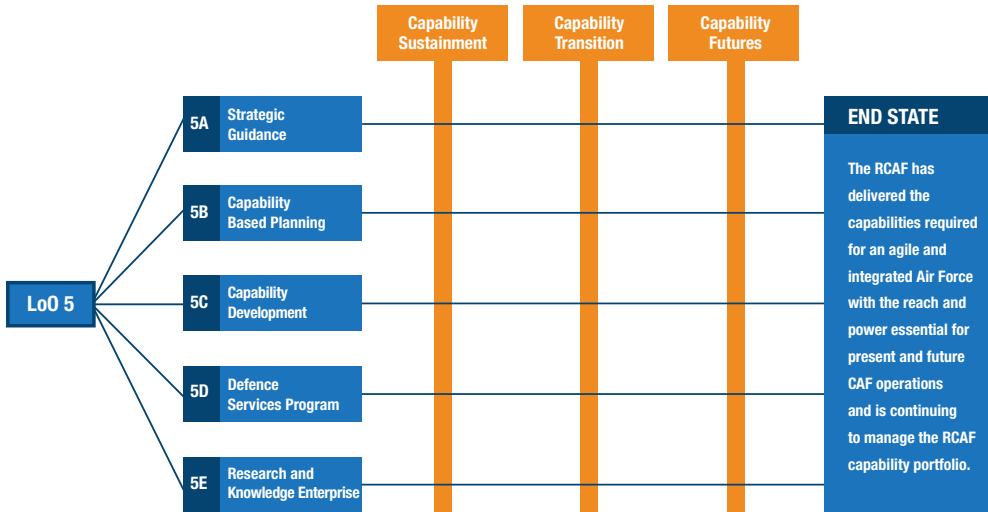 Capability
Sustainment
Capability
Transition
Capability
Futures
LoO 5
5A
Strategic
Guidance
5B
Capability
Based Planning
5C
Capability
Development
5D
Defence
Services Program
5E
Research and
Knowledge Enterprise
END STATE
The RCAF has
delivered the
capabilities required
for an agile and
integrated Air Force
with the reach and
power essential for
present and future
CAF operations
and is continuing
to manage the RCAF
capability portfolio.